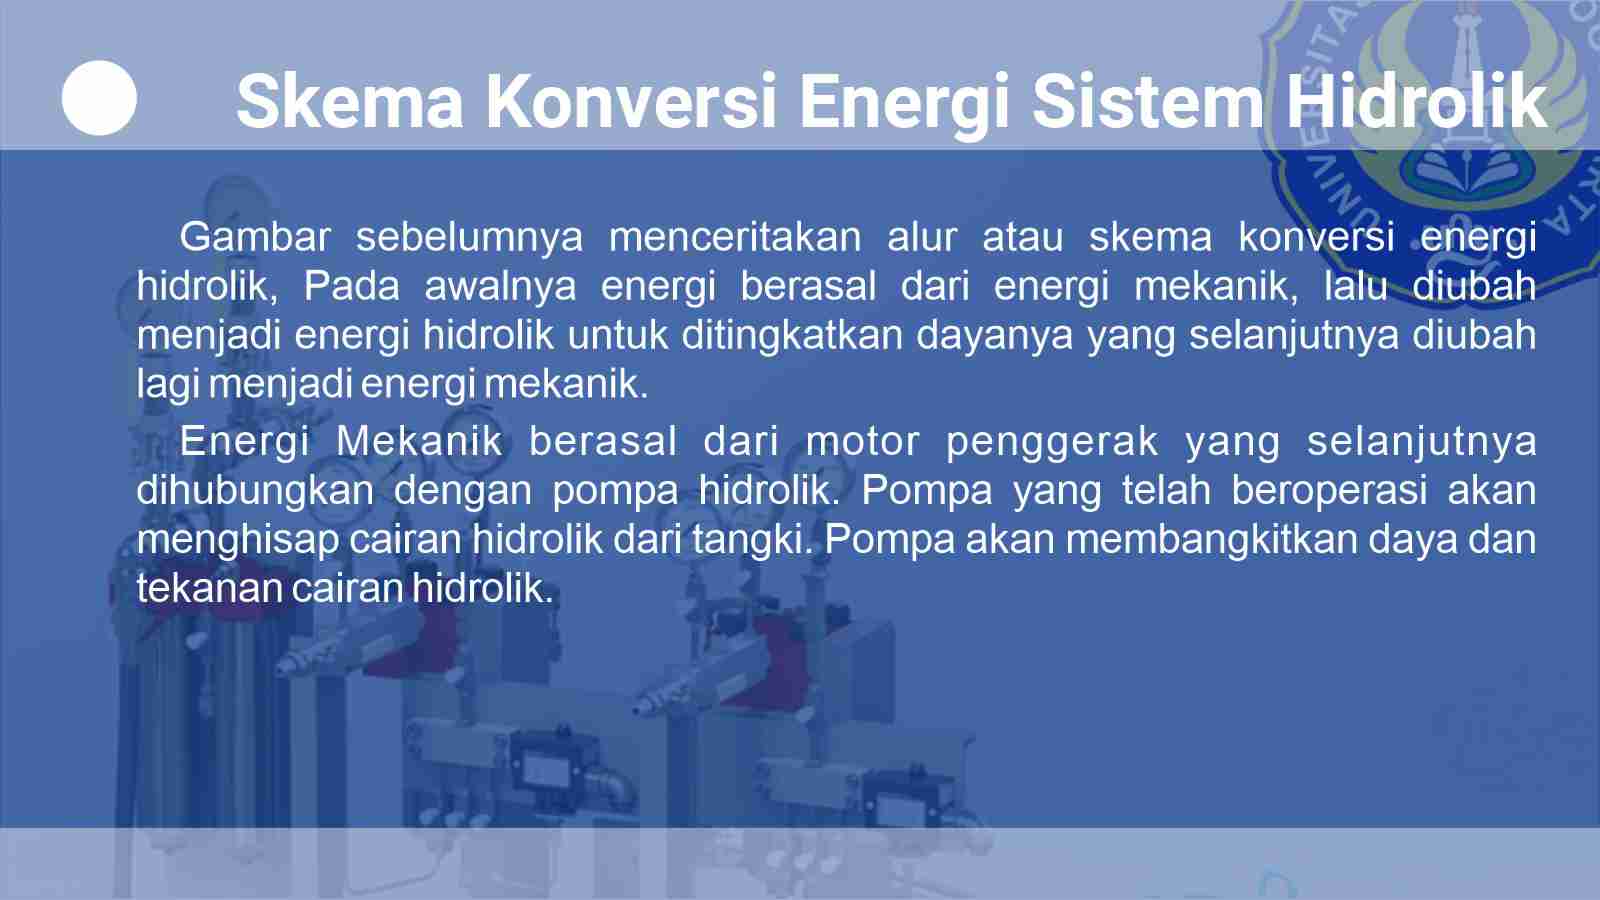 Skema Konversi Energi Sistem Hidrolik
Gambar sebelumnya menceritakan alur atau skema konversi energi
hidrolik, Pada awalnya energi berasal dari energi mekanik, lalu diubah
menjadi energi hidrolik untuk ditingkatkan dayanya yang selanjutnya diubah
lagi menjadi energi mekanik.
Energi Mekanik berasal dari motor penggerak yang selanjutnya
dihubungkan dengan pompa hidrolik. Pompa yang telah beroperasi akan
menghisap cairan hidrolik dari tangki. Pompa akan membangkitkan daya dan
tekanan cairan hidrolik.
UNIVERSITAS